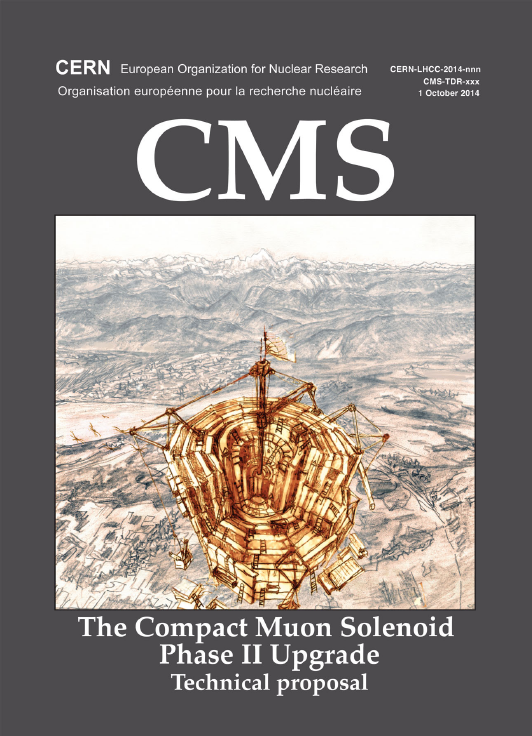 CERN European Organization for Nuclear Research
Organisation européenne pour la recherche nucléaire
CERN-LHCC-2014-nnn
CMS-TDR-xxx
1 October 2014
CMS
The Compact Muon Solenoid
Phase II Upgrade
Technical proposal